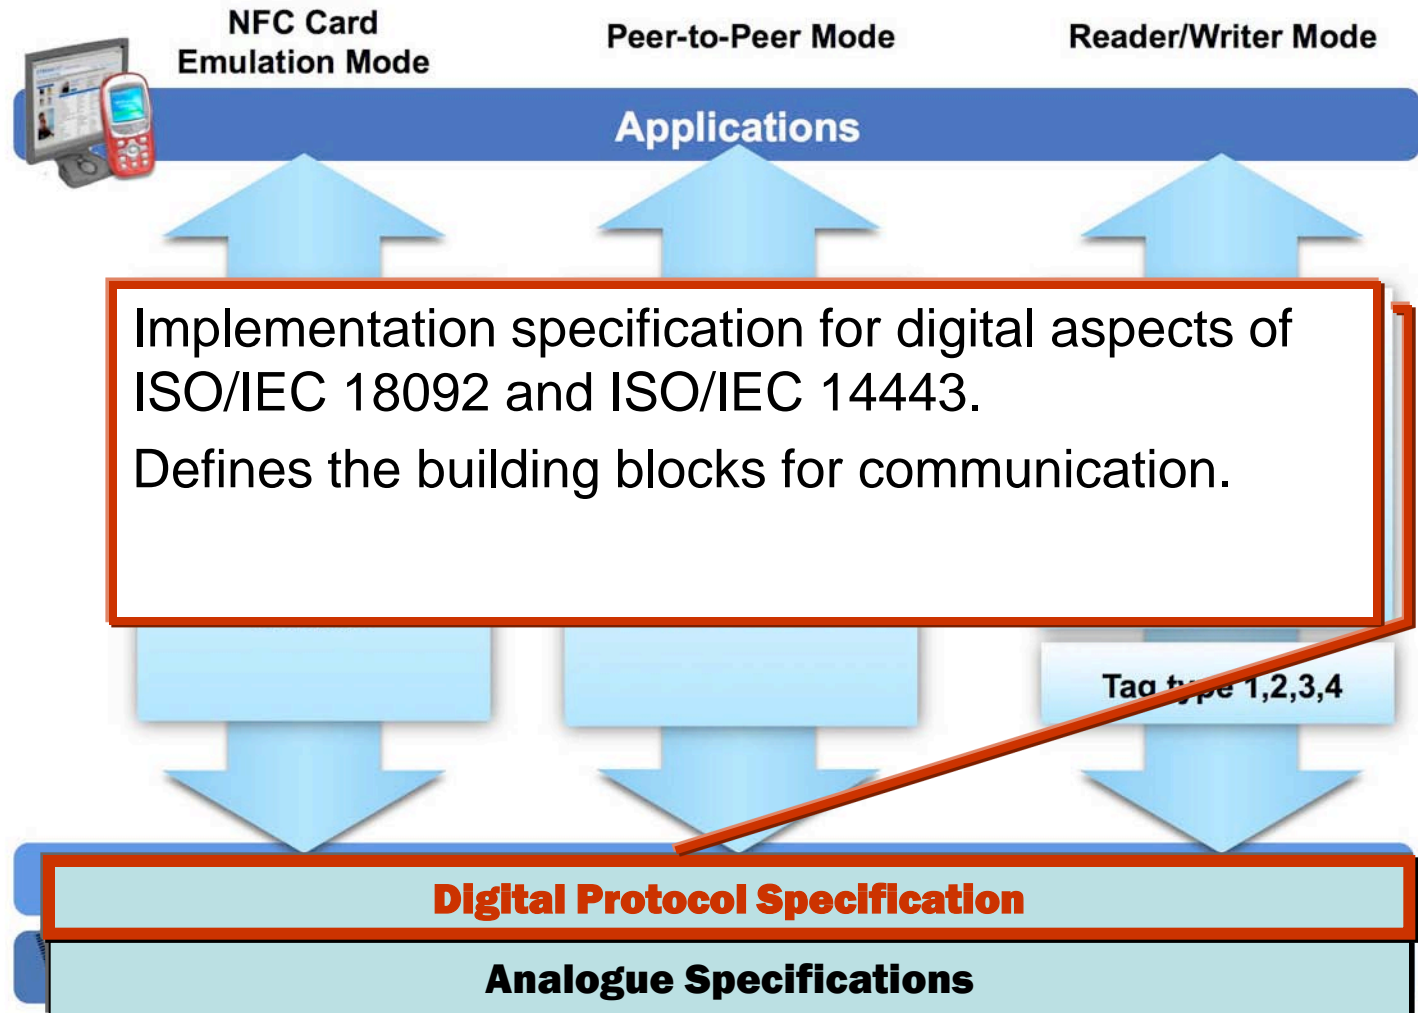 NFC Card
Emulation Mode
Peer-to-Peer Mode
Reader/Writer Mode
Applications
Implementation specification for digital aspects of
ISO/IEC 18092 and ISO/IEC 14443.
Defines the building blocks for communication.
Tag type 1,2,3,4
Digital Protocol Specification
Analogue Specifications